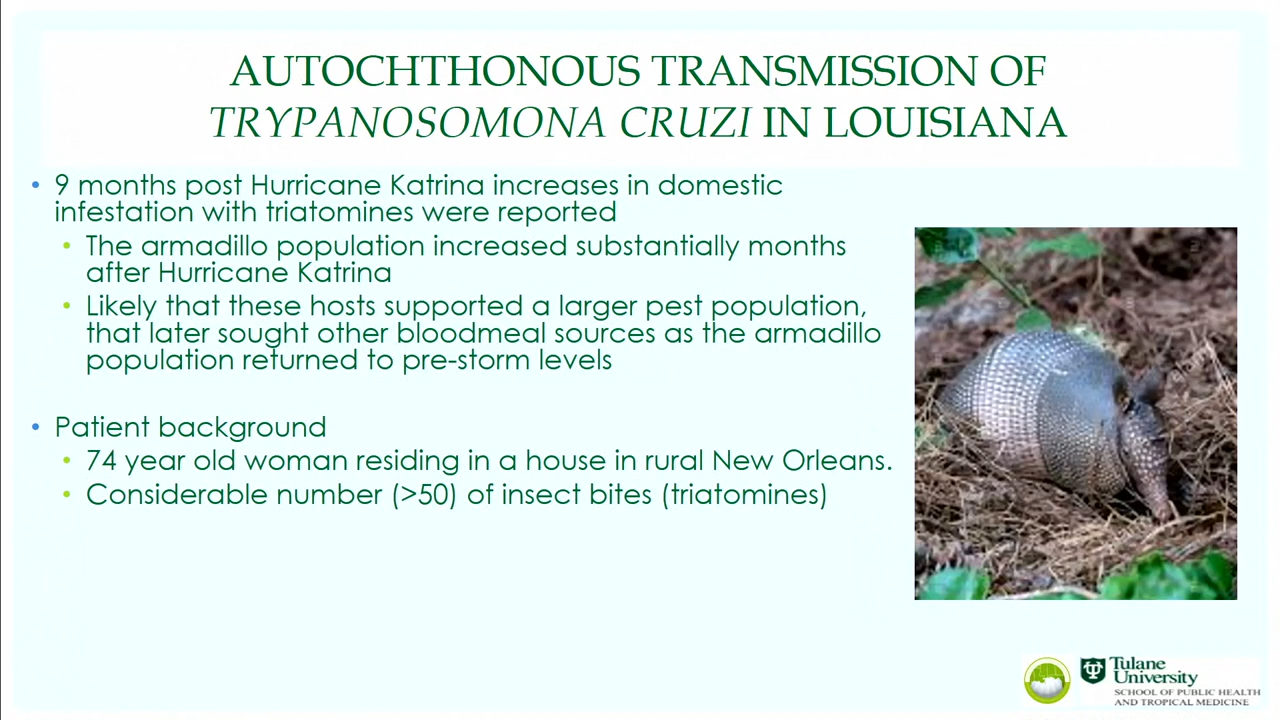 AUTOCHTHONOUS TRANSMISSION OF
TRYPANOSOMONA CRUZI IN LOUISIANA
• 9 months post Hurricane Katrina increases in domestic
infestation with triatomines were reported
• The armadillo population increased substantially months
after Hurricane Katrina
• Likely that these hosts supported a larger pest population,
that later sought other bloodmeal sources as the armadillo
population returned to pre-storm levels
• Patient background
• 74 year old woman residing in a house in rural New Orleans.
• Considerable number (>50) of insect bites (triatomines)
Tulane
University
SCHOOL OF PUBLIC HEALTH
AND TROPICAL MEDICINE